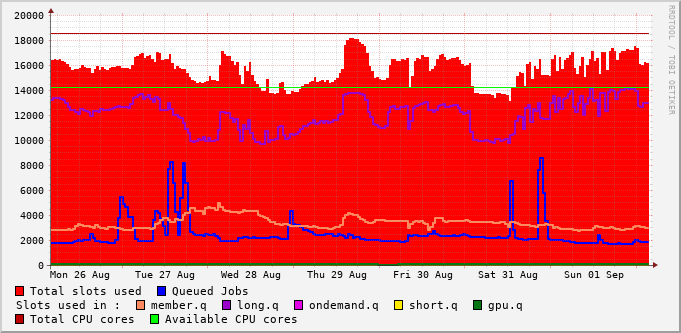 20000
18000
16000
14000
12000
10000
8000
6000
4000
2000
0
Mon 26 Aug Tue 27 Aug Wed 28 Aug Thu 29 Aug Fri 30 Aug Sat 31 Aug Sun 01 Sep
Total slots used Queued Jobs
Slots used in : member.q long.q ondemand.q short.q gpu.q
Total CPU cores Available CPU cores
RRDTOOL / TOBI OETIKER